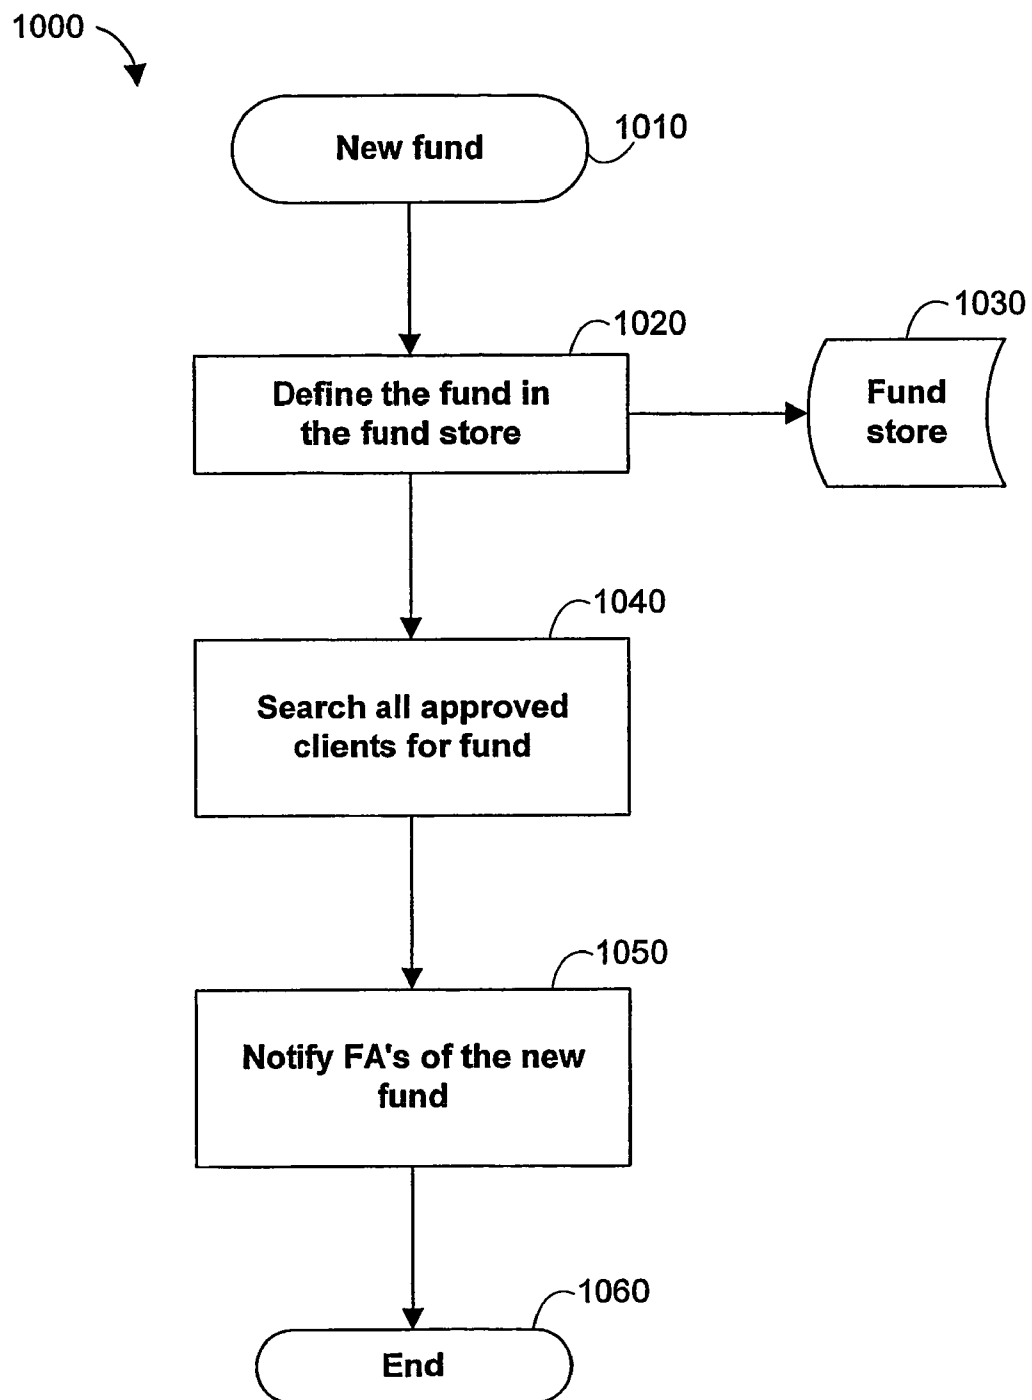 1000
New fund
1010
1020
Define the fund in
the fund store
1030
Fund
store
1040
Search all approved
clients for fund
1050
Notify FA's of the new
fund
1060
End